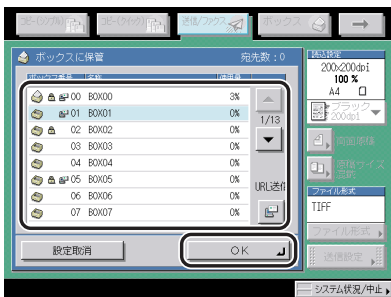 コピー(シンプル)
コピー(クイック)
送信/ファクス
ボックス
ボックスに保管
宛先数：0
ボックス番号
名称
使用量
00 BOX00 3%
01 BOX01 0%
02 BOX02 0%
03 BOX03 0%
04 BOX04 0%
05 BOX05 0%
06 BOX06 0%
07 BOX07 0%
1/13
URL送信
設定取消
OK
読込設定
200x200dpi
100 %
A4
ブラック
200dpi
両面原稿
原稿サイズ
混載
ファイル形式
TIFF
ファイル形式
送信設定
システム状況/中止